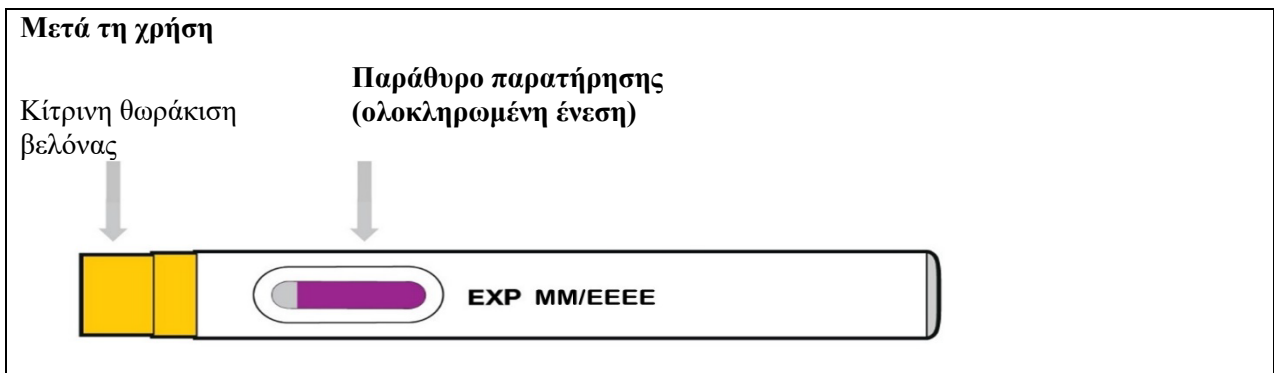 Μετά τη χρήση
Παράθυρο παρατήρησης
(ολοκληρωμένη ένεση)
Κίτρινη θωράκιση
βελόνας
EXP MM/EEEE